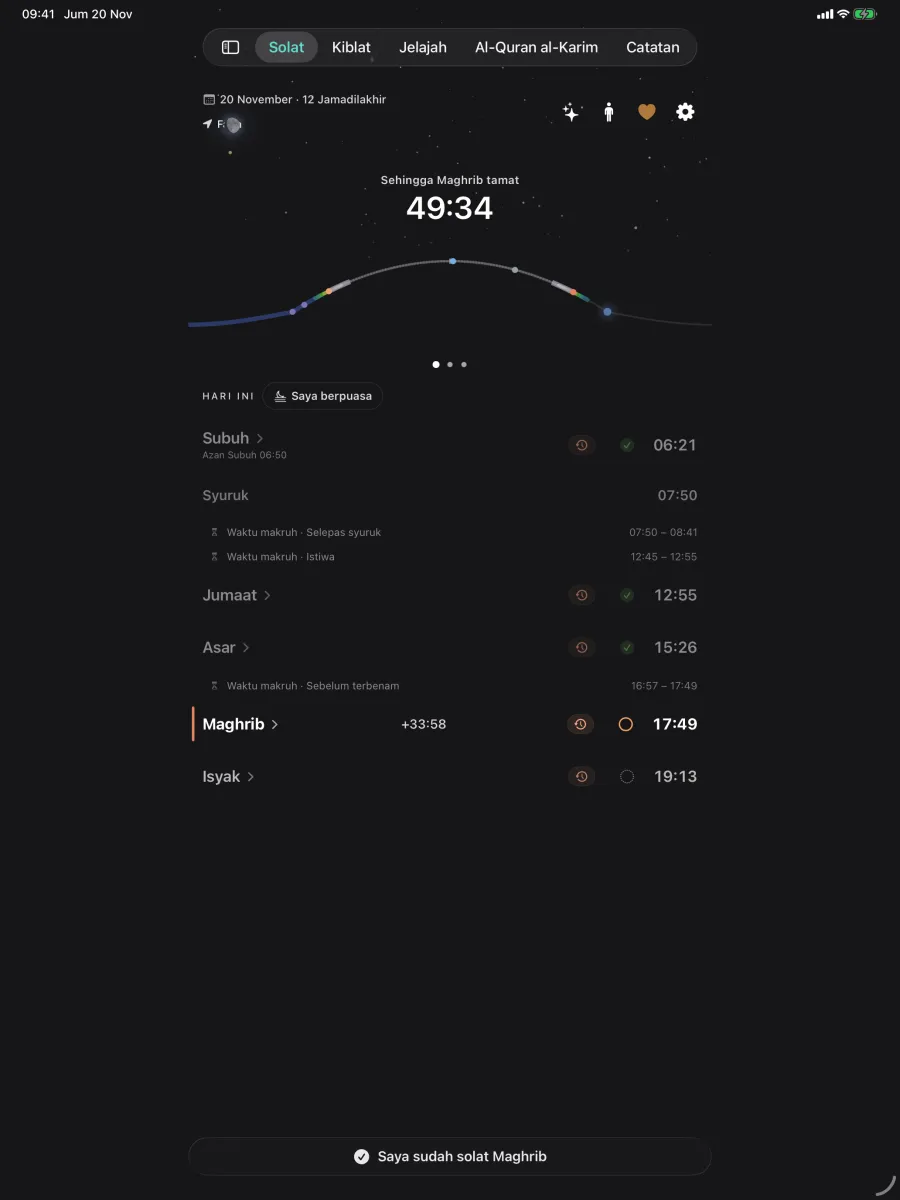 09:41 Jum 20 Nov
Solat Kiblat Jelajah Al-Quran al-Karim Catatan
20 November · 12 Jamadilakhir
Sehingga Maghrib tamat
49:34
HARI INI Saya berpuasa
Subuh 06:21
Azan Subuh 06:50
Syuruk 07:50
Waktu makruh · Selepas syuruk 07:50 – 08:41
Waktu makruh · Istiwa 12:45 – 12:55
Jumaat 12:55
Asar 15:26
Waktu makruh · Sebelum terbenam 16:57 – 17:49
Maghrib +33:58 17:49
Isyak 19:13
Saya sudah solat Maghrib